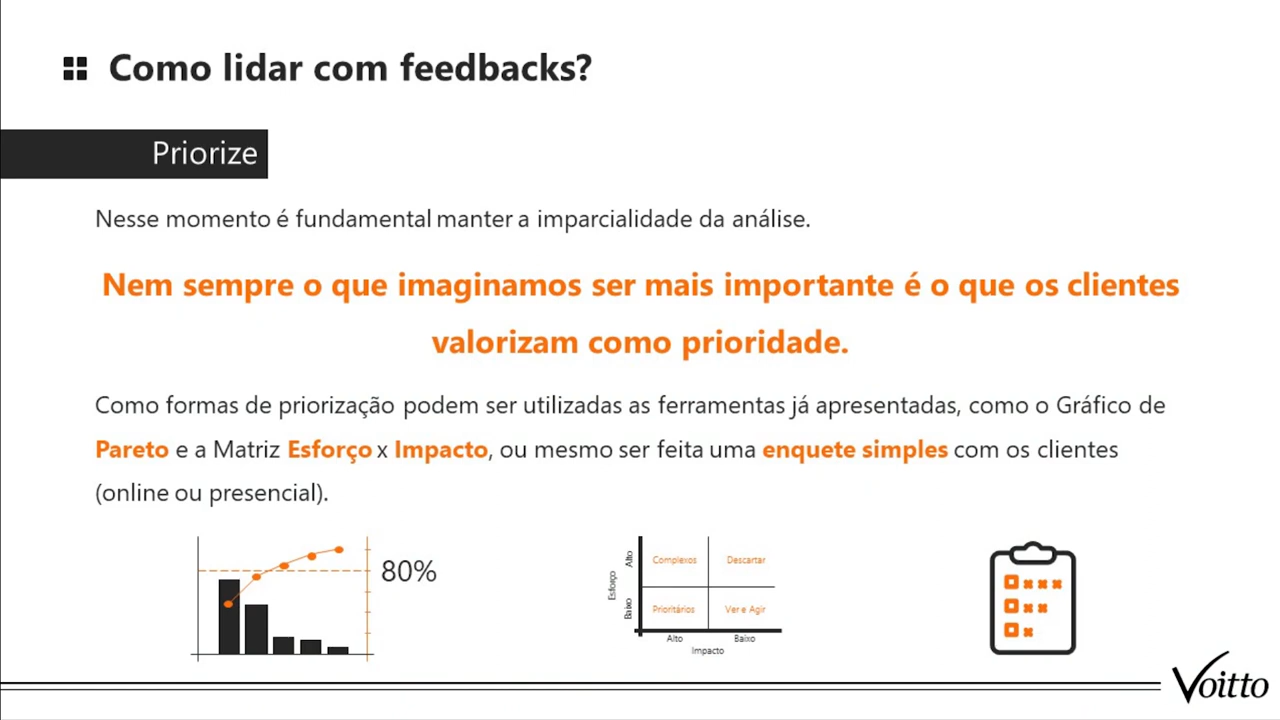 Como lidar com feedbacks?
Priorize
Nesse momento é fundamental manter a imparcialidade da análise.
Nem sempre o que imaginamos ser mais importante é o que os clientes
valorizam como prioridade.
Como formas de priorização podem ser utilizadas as ferramentas já apresentadas, como o Gráfico de
Pareto e a Matriz Esforço x Impacto, ou mesmo ser feita uma enquete simples com os clientes
(online ou presencial).
80%
Esforço
Alto
Baixo
Complexos
Descartar
Prioritários
Ver e Agir
Alto
Baixo
Impacto
Voitto